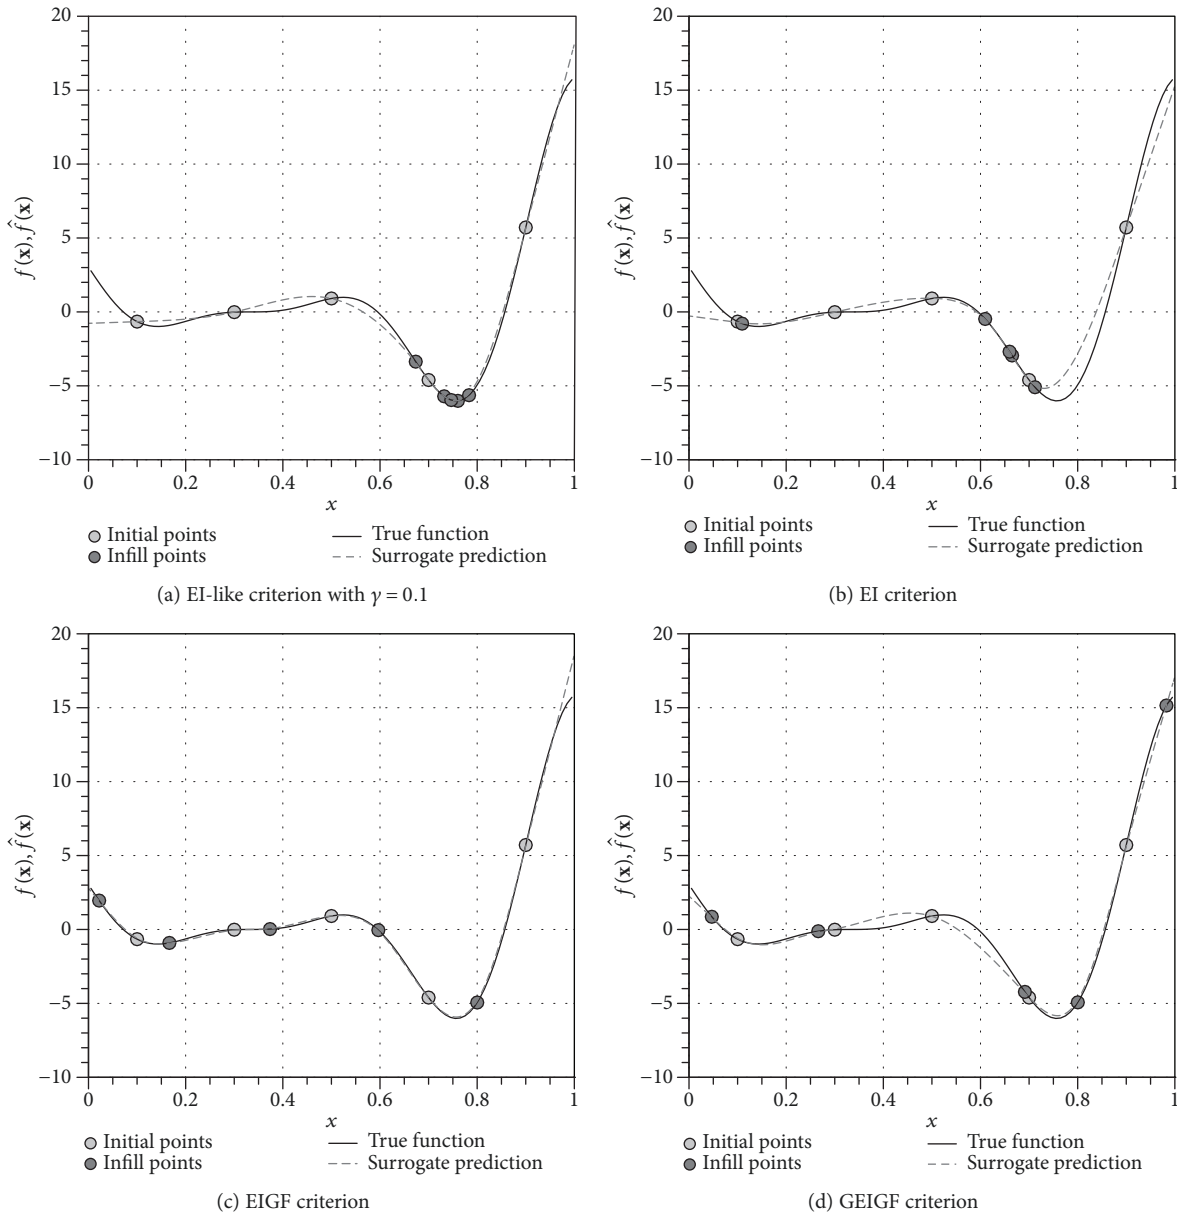 20
15
10
5
0
−5
−10
f(x), f̂(x)
0 0.2 0.4 0.6 0.8 1
x
Initial points
Infill points
True function
Surrogate prediction
(a) EI-like criterion with γ = 0.1
20
15
10
5
0
−5
−10
f(x), f̂(x)
0 0.2 0.4 0.6 0.8 1
x
Initial points
Infill points
True function
Surrogate prediction
(b) EI criterion
20
15
10
5
0
−5
−10
f(x), f̂(x)
0 0.2 0.4 0.6 0.8 1
x
Initial points
Infill points
True function
Surrogate prediction
(c) EIGF criterion
20
15
10
5
0
−5
−10
f(x), f̂(x)
0 0.2 0.4 0.6 0.8 1
x
Initial points
Infill points
True function
Surrogate prediction
(d) GEIGF criterion